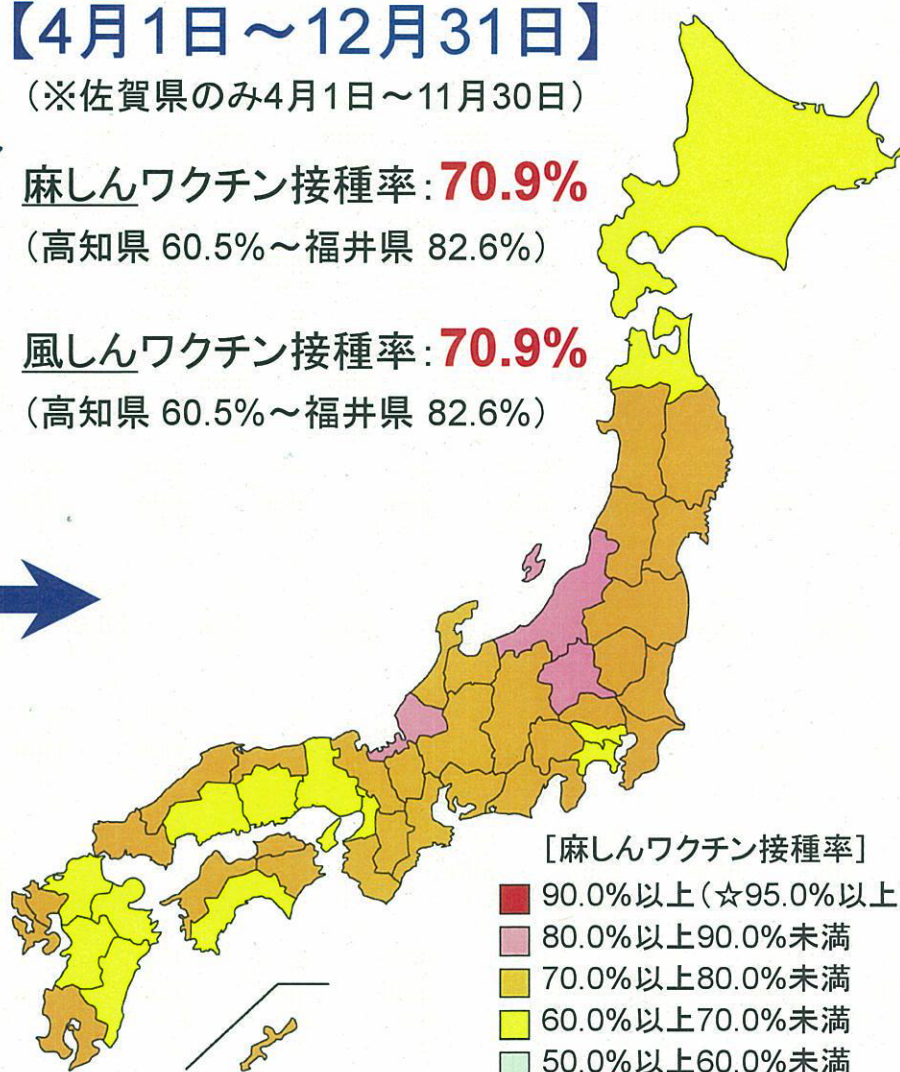 【4月1日～12月31日】
（※佐賀県のみ4月1日～11月30日）
麻しんワクチン接種率：70.9%
（高知県 60.5%～福井県 82.6%）
風しんワクチン接種率：70.9%
（高知県 60.5%～福井県 82.6%）
［麻しんワクチン接種率］
90.0%以上（☆95.0%以上
80.0%以上90.0%未満
70.0%以上80.0%未満
60.0%以上70.0%未満
50.0%以上60.0%未満